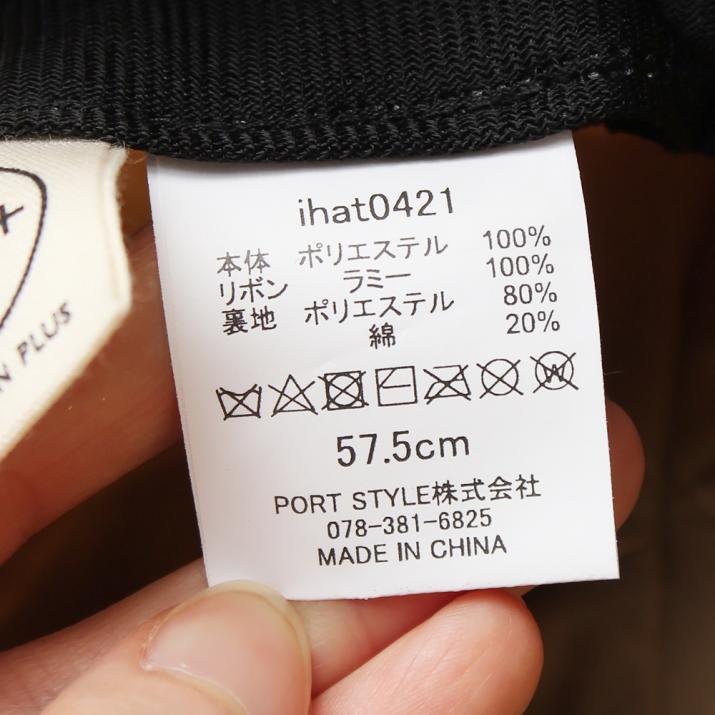 ihat0421
本体 ポリエステル 100%
リボン ラミー 100%
裏地 ポリエステル 80%
綿 20%
57.5cm
PORT STYLE株式会社
078-381-6825
MADE IN CHINA
N PLUS